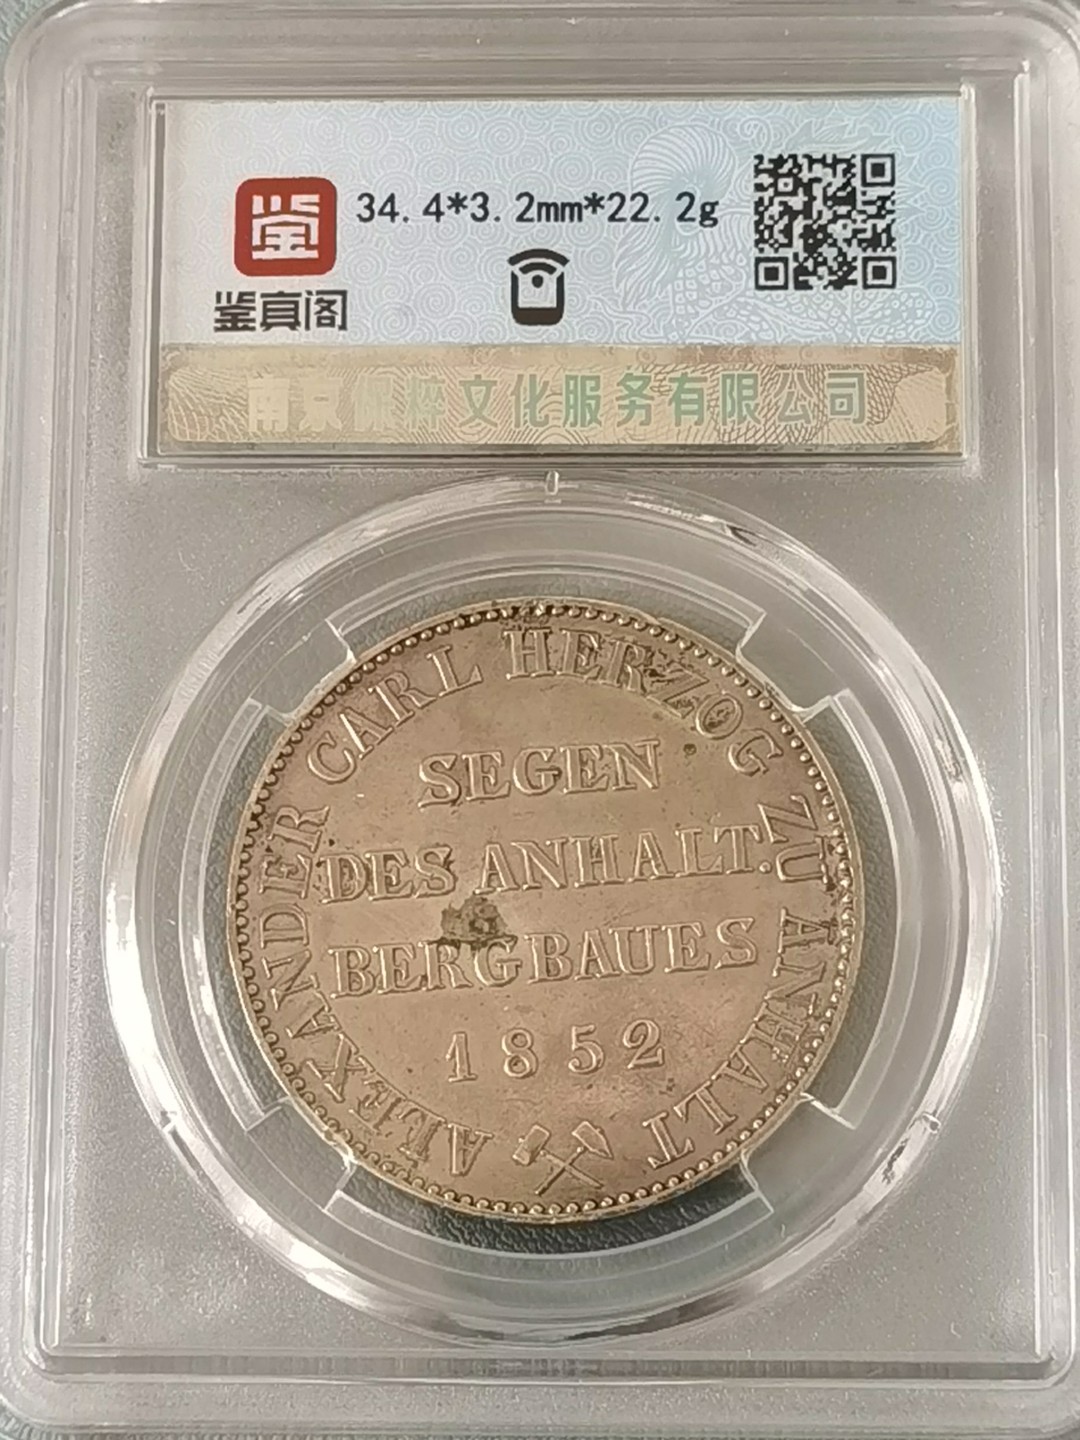 鉴
34.4*3.2mm*22.2g
鉴真阁
南京保粹文化服务有限公司
ALEXANDER CARL HERZOG ZU ANHALT
SEGEN
DES ANHALT.
BERGBAUES
1852